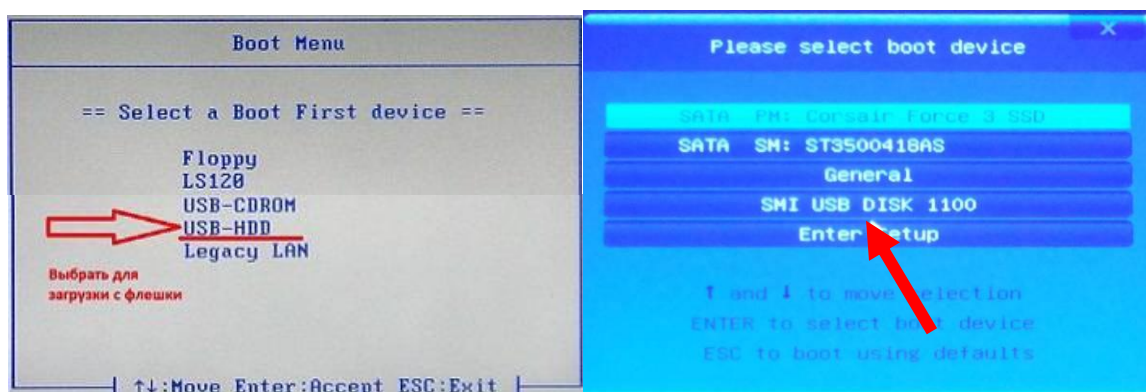 Boot Menu
== Select a Boot First device ==
Floppy
LS120
USB-CDROM
USB-HDD
Legacy LAN
Выбрать для
загрузки с флешки
↑↓:Move Enter:Accept ESC:Exit
X
Please select boot device
SATA PM: Corsair Force 3 SSD
SATA SM: ST3500418AS
General
SMI USB DISK 1100
Enter Setup
↑ and ↓ to move selection
ENTER to select boot device
ESC to boot using defaults